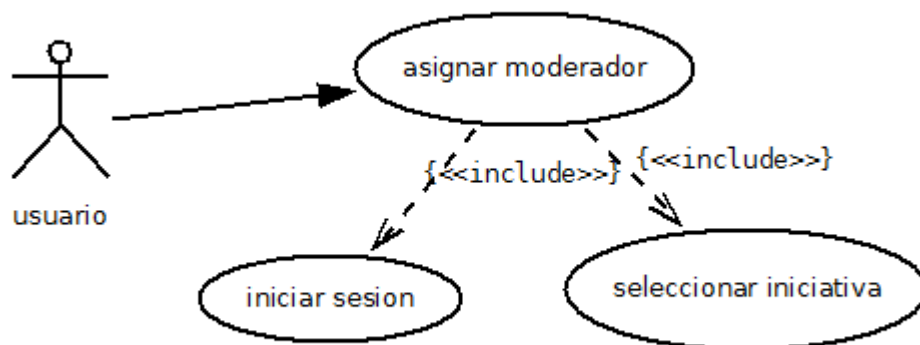 asignar moderador
{<<include>>}
{<<include>>}
usuario
iniciar sesion
seleccionar iniciativa